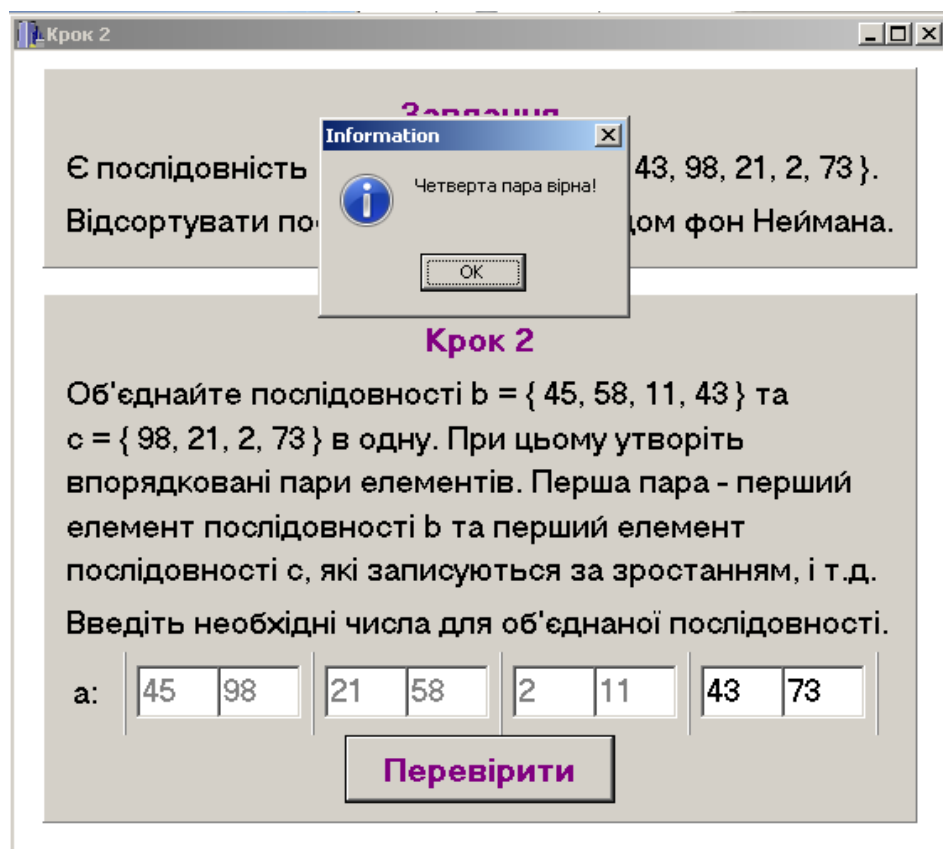 Крок 2
Завдання
Є послідовність 43, 98, 21, 2, 73 }.
Відсортувати фон Неймана.
Information
Четверта пара вірна!
OK
Крок 2
Об'єднайте послідовності b = { 45, 58, 11, 43 } та
c = { 98, 21, 2, 73 } в одну. При цьому утворіть
впорядковані пари елементів. Перша пара - перший
елемент послідовності b та перший елемент
послідовності c, які записуються за зростанням, і т.д.
Введіть необхідні числа для об'єднаної послідовності.
a: 45 98 21 58 2 11 43 73
Перевірити